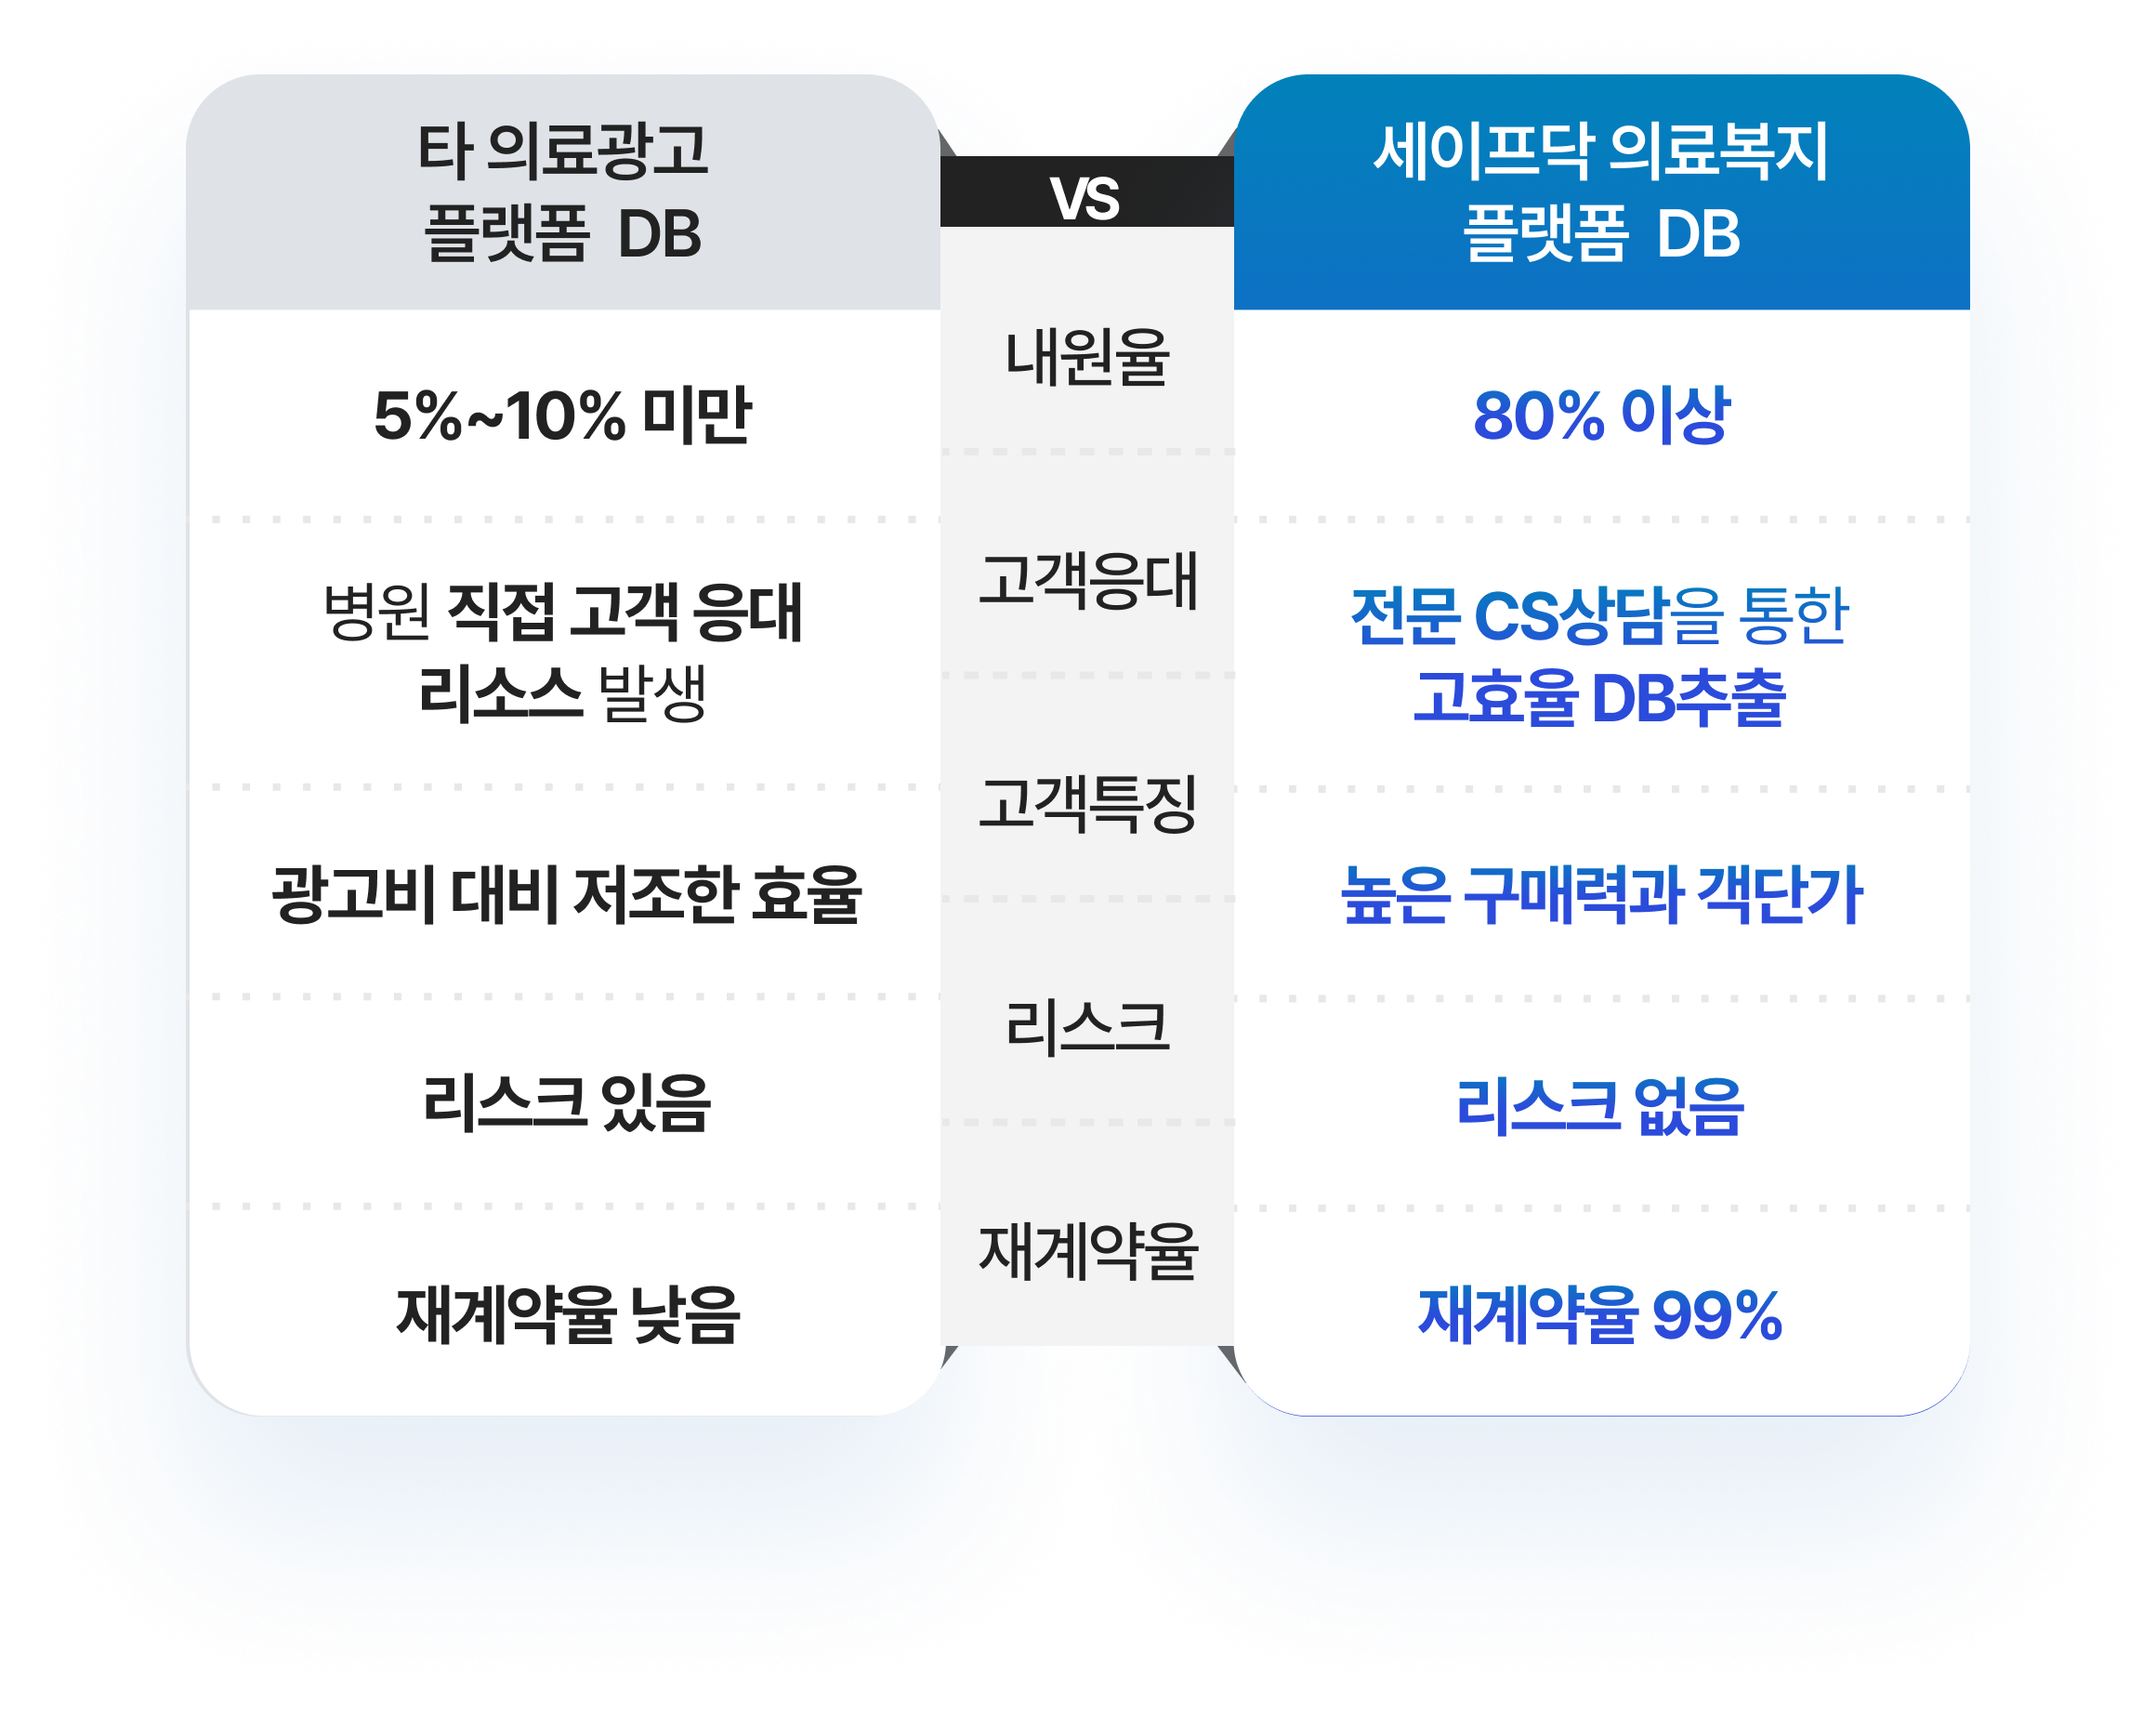 타 의료광고
플랫폼 DB
VS
세이프닥 의료복지
플랫폼 DB
내원율
5%~10% 미만
80% 이상
고객응대
병원 직접 고객 응대
리소스 발생
전문 CS상담을 통한
고효율 DB추출
고객특징
광고비 대비 저조한 효율
높은 구매력과 객단가
리스크
리스크 있음
리스크 없음
재계약율
재계약율 낮음
재계약율 99%